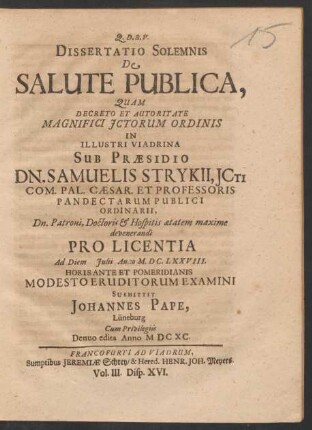 15
Q. D. B. V.
DISSERTATIO SOLEMNIS
De
SALUTE PUBLICA,
QUAM
DECRETO ET AUTORITATE
MAGNIFICI JCTORUM ORDINIS
IN
ILLUSTRI VIADRINA
SUB PRÆSIDIO
DN. SAMUELIS STRYKII, JCTI
COM. PAL. CÆSAR. ET PROFESSORIS
PANDECTARUM PUBLICI
ORDINARII,
Dn. Patroni, Doctoris & Hospitis ætatem maxime
devenerandi
PRO LICENTIA
Ad Diem Julii Anno M. DC. LXXVIII.
HORIS ANTE ET POMERIDIANIS
MODESTO ERUDITORUM EXAMINI
SUBMITTIT
JOHANNES PAPE,
Lüneburg
Cum Privilegiis
Denuo edita Anno M DC XC.
FRANCOFURTI AD VIADRUM,
Sumptibus JEREMIÆ Schrey/ & Hered. HENR. JOH. Meyers.
Vol. III. Disp. XVI.